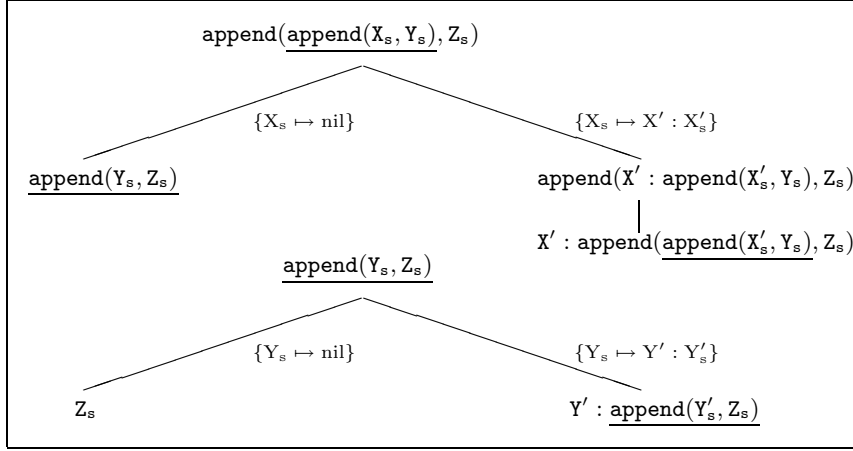 append(append(Xₛ, Yₛ), Zₛ)
{Xₛ ↦ nil} {Xₛ ↦ X′ : X′ₛ}
append(Yₛ, Zₛ) append(X′ : append(X′ₛ, Yₛ), Zₛ)
X′ : append(append(X′ₛ, Yₛ), Zₛ)
append(Yₛ, Zₛ)
{Yₛ ↦ nil} {Yₛ ↦ Y′ : Y′ₛ}
Zₛ Y′ : append(Y′ₛ, Zₛ)